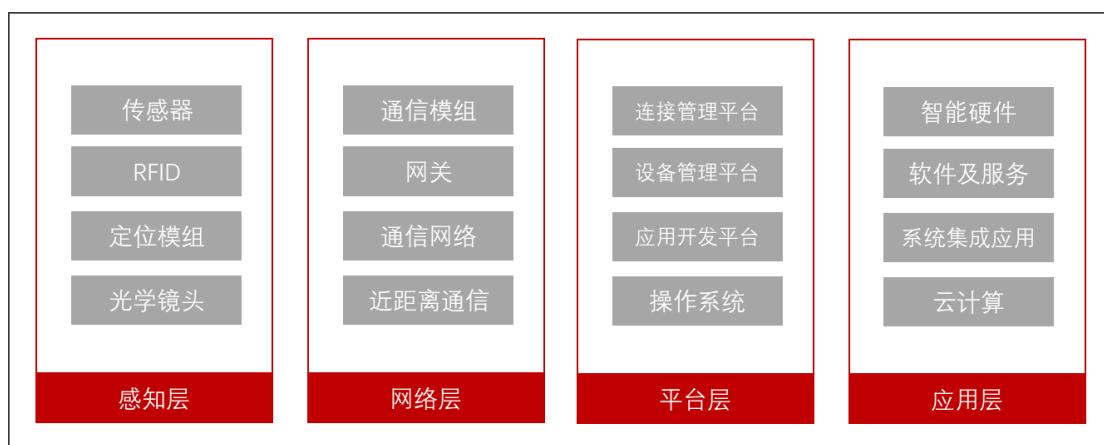 传感器
RFID
定位模组
光学镜头
感知层
通信模组
网关
通信网络
近距离通信
网络层
连接管理平台
设备管理平台
应用开发平台
操作系统
平台层
智能硬件
软件及服务
系统集成应用
云计算
应用层